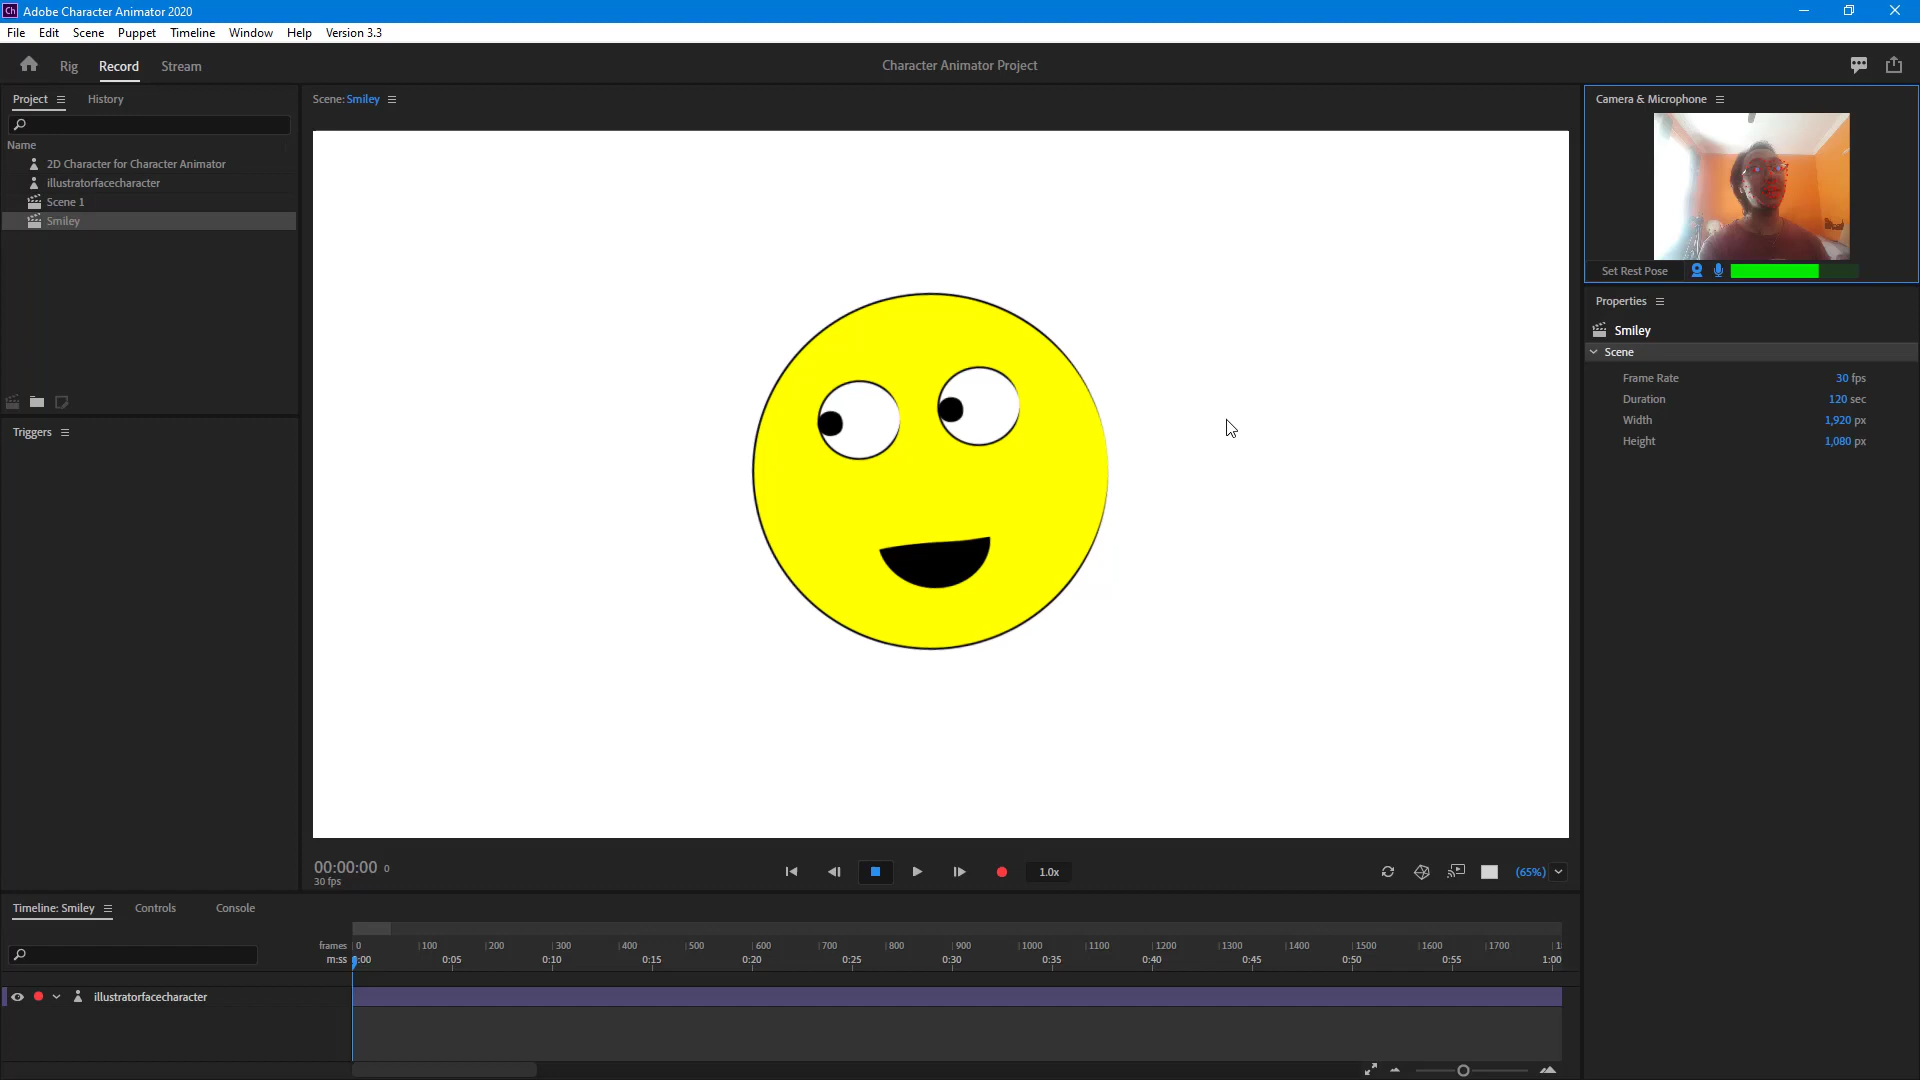 Ch Adobe Character Animator 2020
File Edit Scene Puppet Timeline Window Help Version 3.3
Rig Record Stream
Character Animator Project
Project History
Name
2D Character for Character Animator
illustratorfacecharacter
Scene 1
Smiley
Triggers
Scene: Smiley
Camera & Microphone
Set Rest Pose
Properties
Smiley
Scene
Frame Rate 30 fps
Duration 120 sec
Width 1,920 px
Height 1,080 px
00:00:00 0
30 fps
1.0x
(65%)
Timeline: Smiley Controls Console
frames 0 100 200 300 400 500 600 700 800 900 1000 1100 1200 1300 1400 1500 1600 1700 1
m:ss 0:00 0:05 0:10 0:15 0:20 0:25 0:30 0:35 0:40 0:45 0:50 0:55 1:00
illustratorfacecharacter